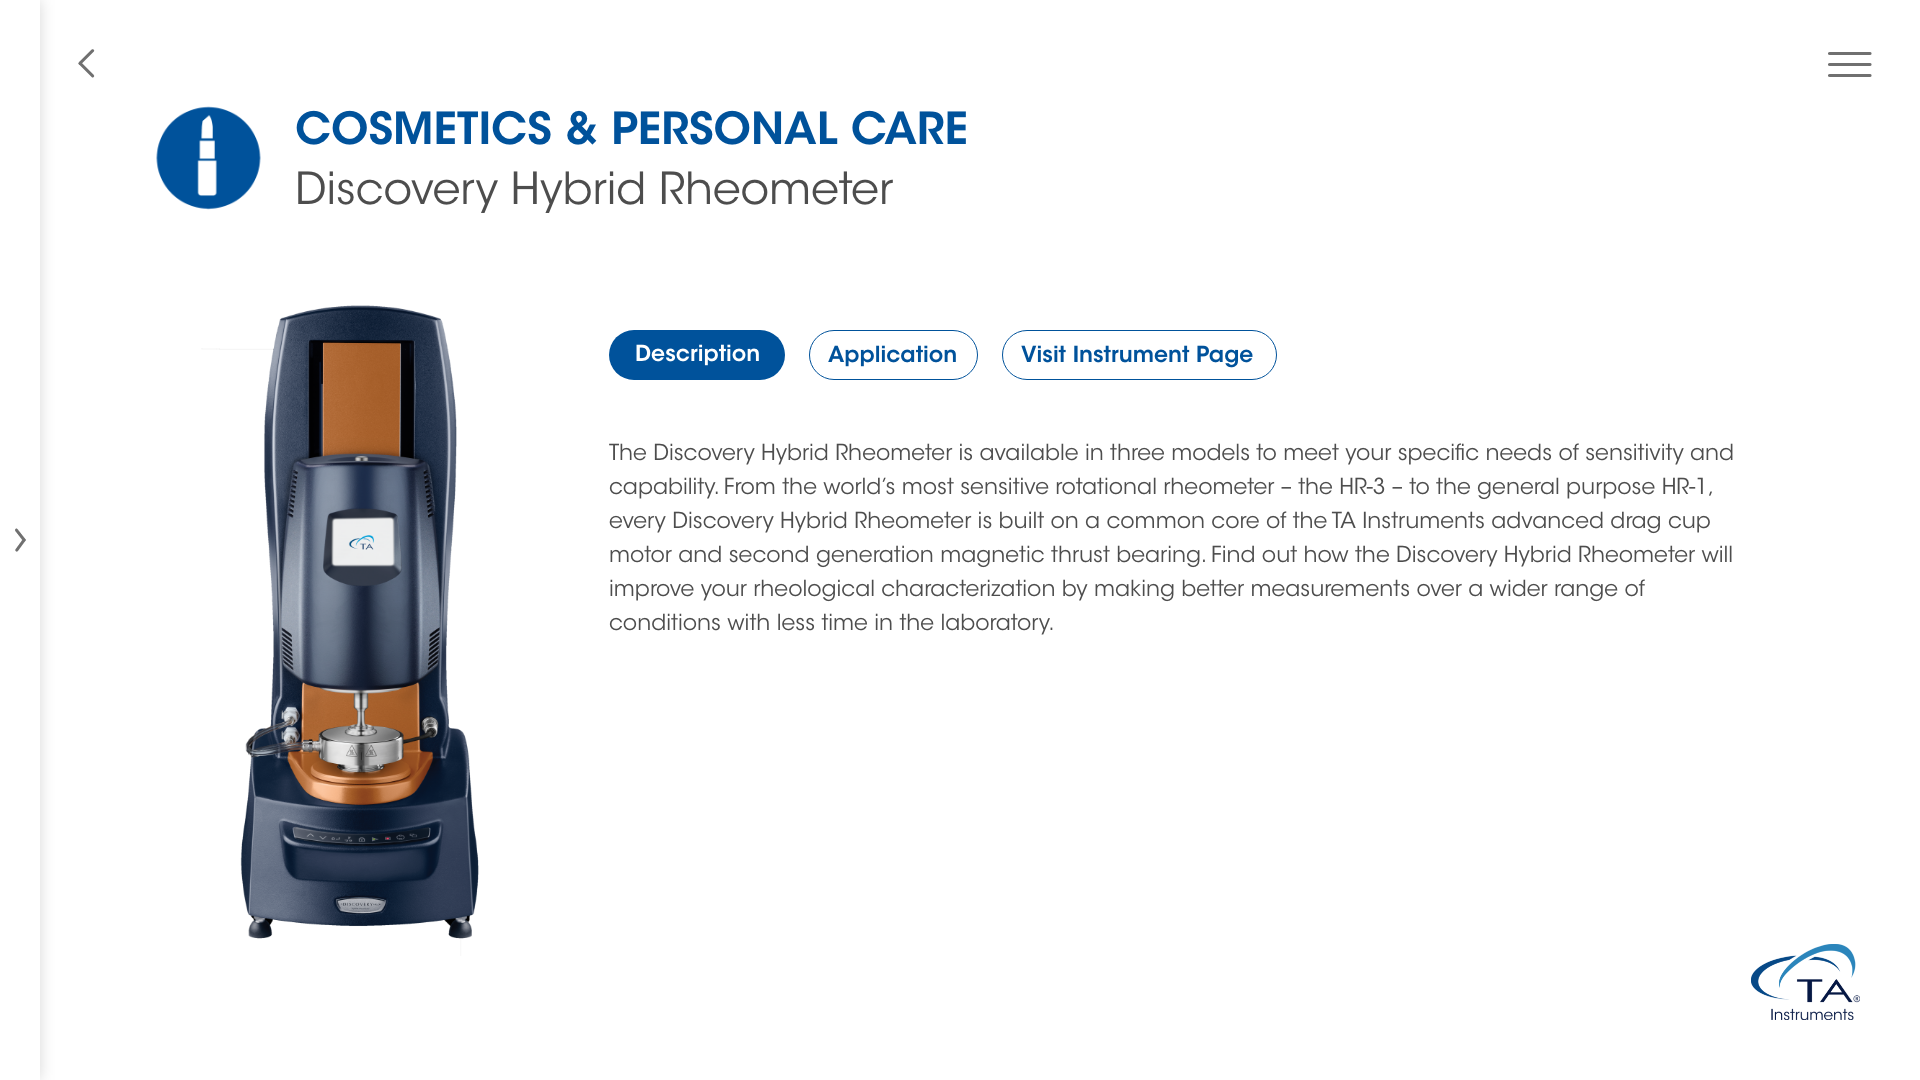 COSMETICS & PERSONAL CARE
Discovery Hybrid Rheometer
Description
Application
Visit Instrument Page
The Discovery Hybrid Rheometer is available in three models to meet your specific needs of sensitivity and
capability. From the world’s most sensitive rotational rheometer – the HR-3 – to the general purpose HR-1,
every Discovery Hybrid Rheometer is built on a common core of the TA Instruments advanced drag cup
motor and second generation magnetic thrust bearing. Find out how the Discovery Hybrid Rheometer will
improve your rheological characterization by making better measurements over a wider range of
conditions with less time in the laboratory.
TA
DISCOVERY
TA®
Instruments